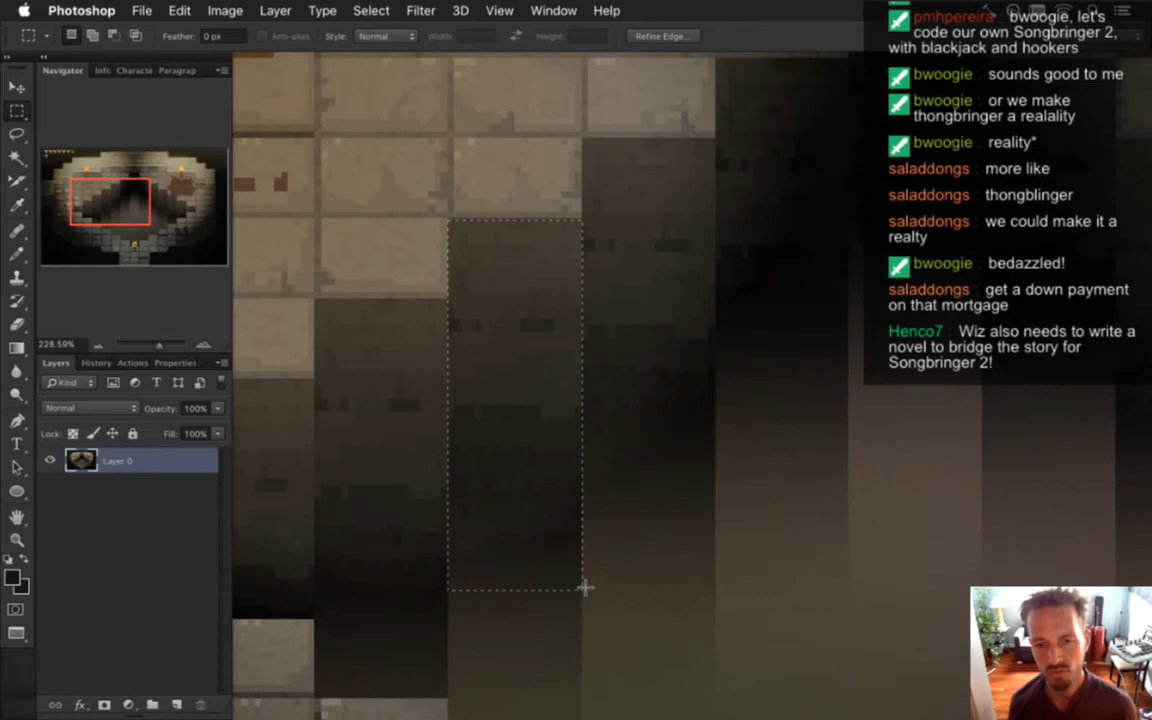 Photoshop File Edit Image Layer Type Select Filter 3D View Window Help
Feather: 0 px Anti-alias Style: Normal Width: Height: Refine Edge...
Navigator Info Characte Paragrap
228.59%
Layers History Actions Properties
Kind
Normal Opacity: 100%
Lock: Fill: 100%
Layer 0
fx
pmhpereira bwoogie, let's
code our own Songbringer 2,
with blackjack and hookers
bwoogie : sounds good to me
bwoogie : or we make
thongbringer a realality
bwoogie : reality*
saladdongs : more like
saladdongs : thongblinger
saladdongs : we could make it a
realty
bwoogie : bedazzled!
saladdongs : get a down payment
on that mortgage
Henco7 : Wiz also needs to write a
novel to bridge the story for
Songbringer 2!